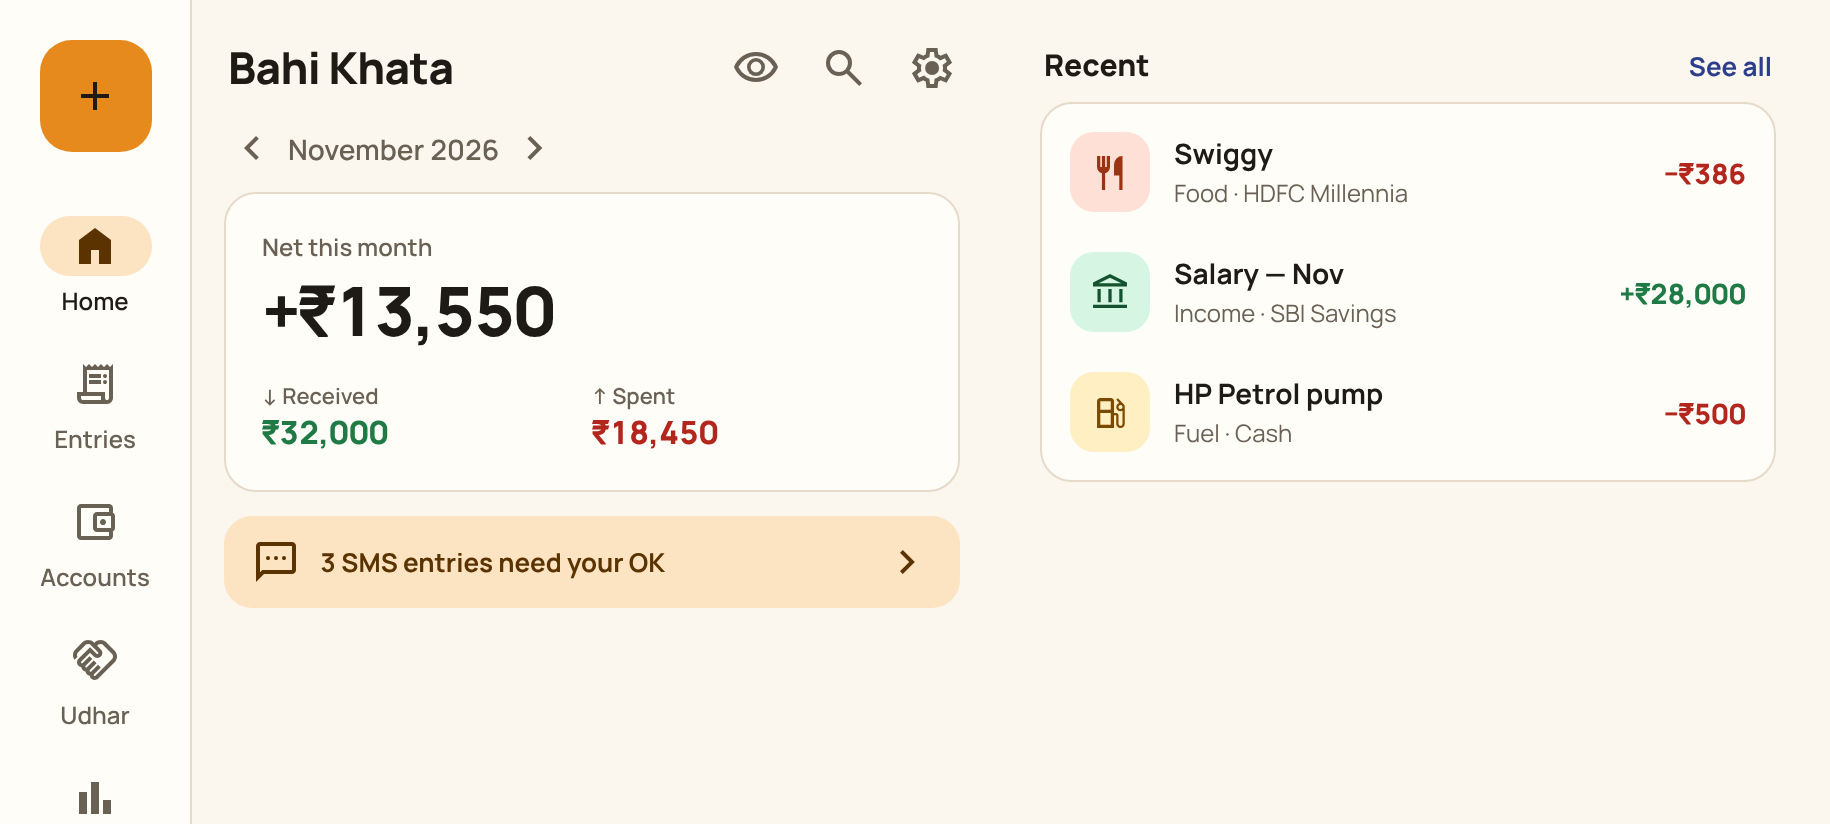 Home
Entries
Accounts
Udhar
Bahi Khata
November 2026
Net this month
+₹13,550
↓ Received
₹32,000
↑ Spent
₹18,450
3 SMS entries need your OK
Recent
See all
Swiggy
Food · HDFC Millennia
−₹386
Salary — Nov
Income · SBI Savings
+₹28,000
HP Petrol pump
Fuel · Cash
−₹500